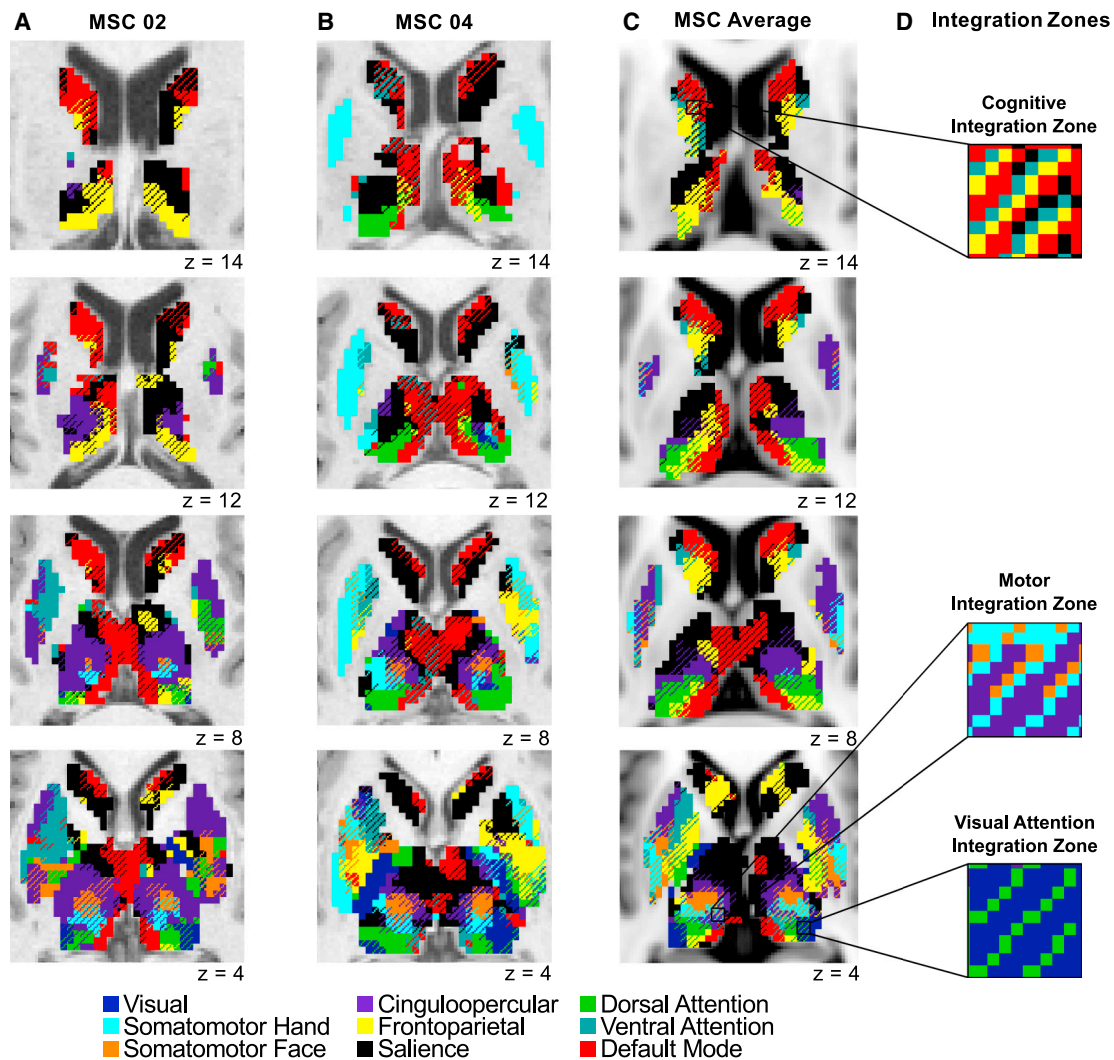 A MSC 02
B MSC 04
C MSC Average
D Integration Zones
z = 14
z = 14
z = 14
Cognitive
Integration Zone
z = 12
z = 12
z = 12
z = 8
z = 8
z = 8
Motor
Integration Zone
z = 4
z = 4
z = 4
Visual Attention
Integration Zone
Visual
Somatomotor Hand
Somatomotor Face
Cinguloopercular
Frontoparietal
Salience
Dorsal Attention
Ventral Attention
Default Mode